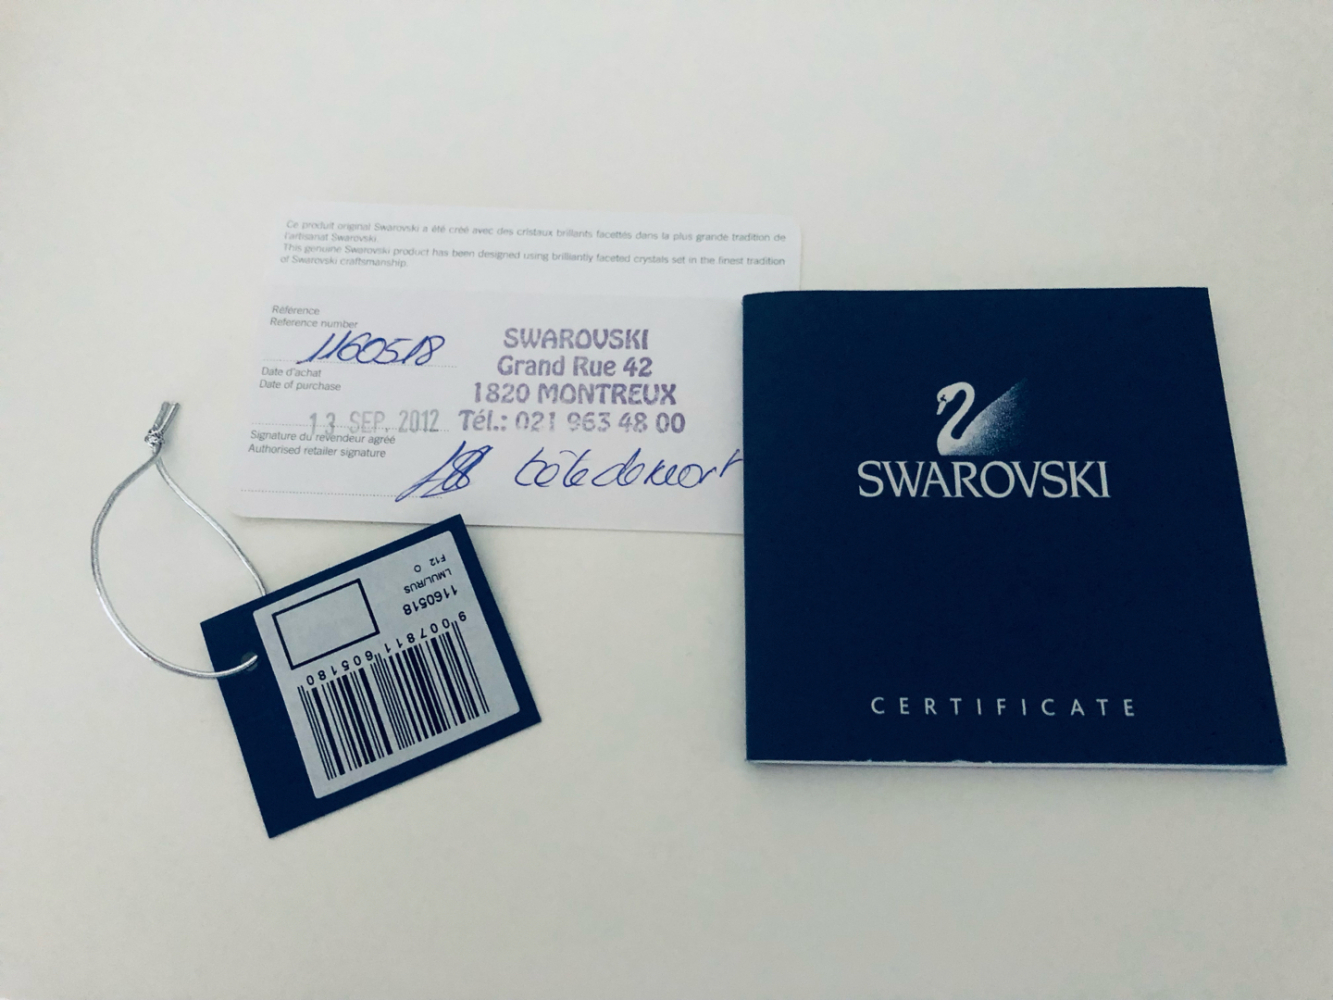 Ce produit original Swarovski a été créé avec des cristaux brillants facettés dans la plus grande tradition de
l'artisanat Swarovski.
This genuine Swarovski product has been designed using brilliantly faceted crystals set in the finest tradition
of Swarovski craftsmanship.
Référence
Reference number
1160518
Date d'achat
Date of purchase
13 SEP. 2012
Signature du revendeur agréé
Authorised retailer signature
SWAROVSKI
Grand Rue 42
1820 MONTREUX
Tél.: 021 963 48 00
SWAROVSKI
CERTIFICATE
F12 O
LMUL/RUS
1160518
9 007811 605180